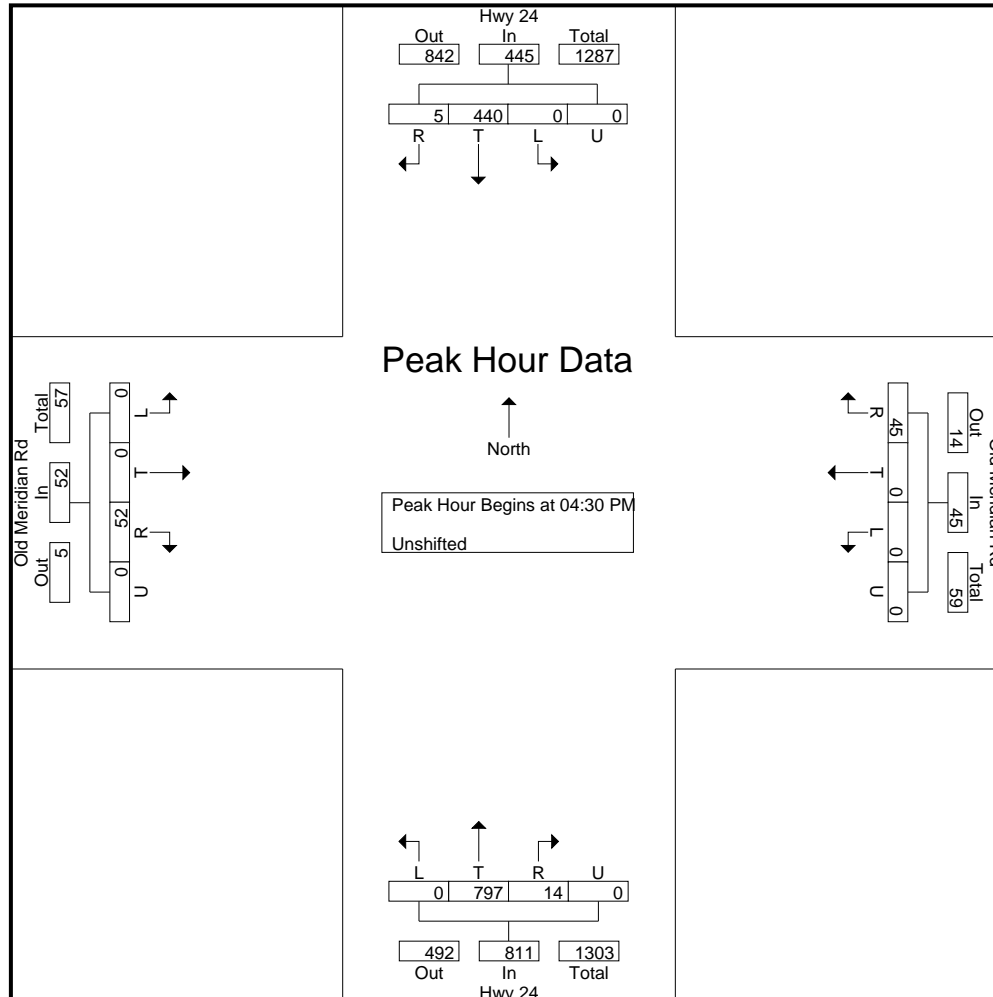 Hwy 24
Out In Total
842 445 1287
5 440 0 0
R T L U
Peak Hour Data
North
Peak Hour Begins at 04:30 PM
Unshifted
Old Meridian Rd
Out In Total
5 52 57
0 0 52 0
L T R U
Out In Total
14 45 59
45 0 0 0
R T L U
L T R U
0 797 14 0
492 811 1303
Out In Total
Hwy 24